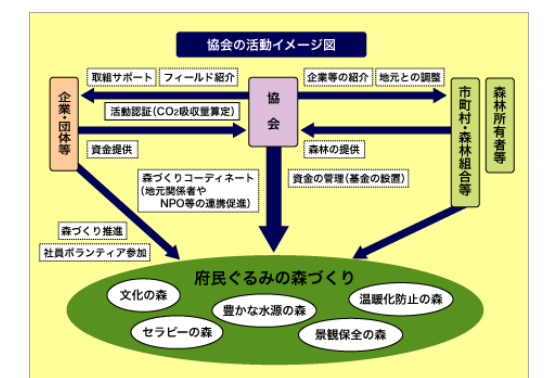 協会の活動イメージ図
取組サポート
フィールド紹介
企業等の紹介
地元との調整
企業・団体等
協会
市町村・森林組合等
森林所有者等
活動認証(CO2吸収量算定)
資金提供
森林の提供
森づくりコーディネート
(地元関係者や
NPO等の連携促進)
資金の管理(基金の設置)
森づくり推進
社員ボランティア参加
府民ぐるみの森づくり
文化の森
豊かな水源の森
温暖化防止の森
セラピーの森
景観保全の森